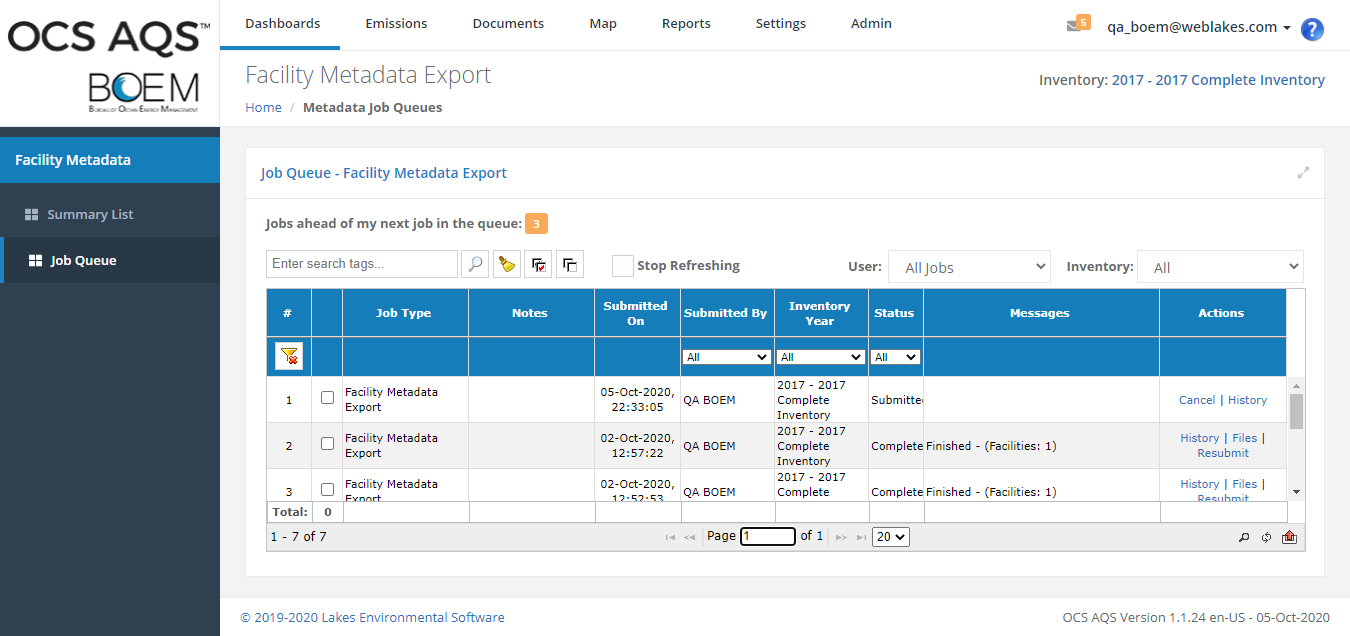 OCS AQS™
BOEM
BUREAU OF OCEAN ENERGY MANAGEMENT
Dashboards Emissions Documents Map Reports Settings Admin
5
qa_boem@weblakes.com
?
Facility Metadata Export
Home / Metadata Job Queues
Inventory: 2017 - 2017 Complete Inventory
Facility Metadata
Summary List
Job Queue
Job Queue - Facility Metadata Export
Jobs ahead of my next job in the queue: 3
Enter search tags...
Stop Refreshing
User: All Jobs
Inventory: All
# Job Type Notes Submitted On Submitted By Inventory Year Status Messages Actions
All All All
1 Facility Metadata Export 05-Oct-2020, 22:33:05 QA BOEM 2017 - 2017 Complete Inventory Submitted Cancel | History
2 Facility Metadata Export 02-Oct-2020, 12:57:22 QA BOEM 2017 - 2017 Complete Inventory Complete Finished - (Facilities: 1) History | Files | Resubmit
3 Facility Metadata Export 02-Oct-2020, 12:52:53 QA BOEM 2017 - 2017 Complete Complete Finished - (Facilities: 1) History | Files | Resubmit
Total: 0
1 - 7 of 7
Page 1 of 1
20
© 2019-2020 Lakes Environmental Software
OCS AQS Version 1.1.24 en-US - 05-Oct-2020